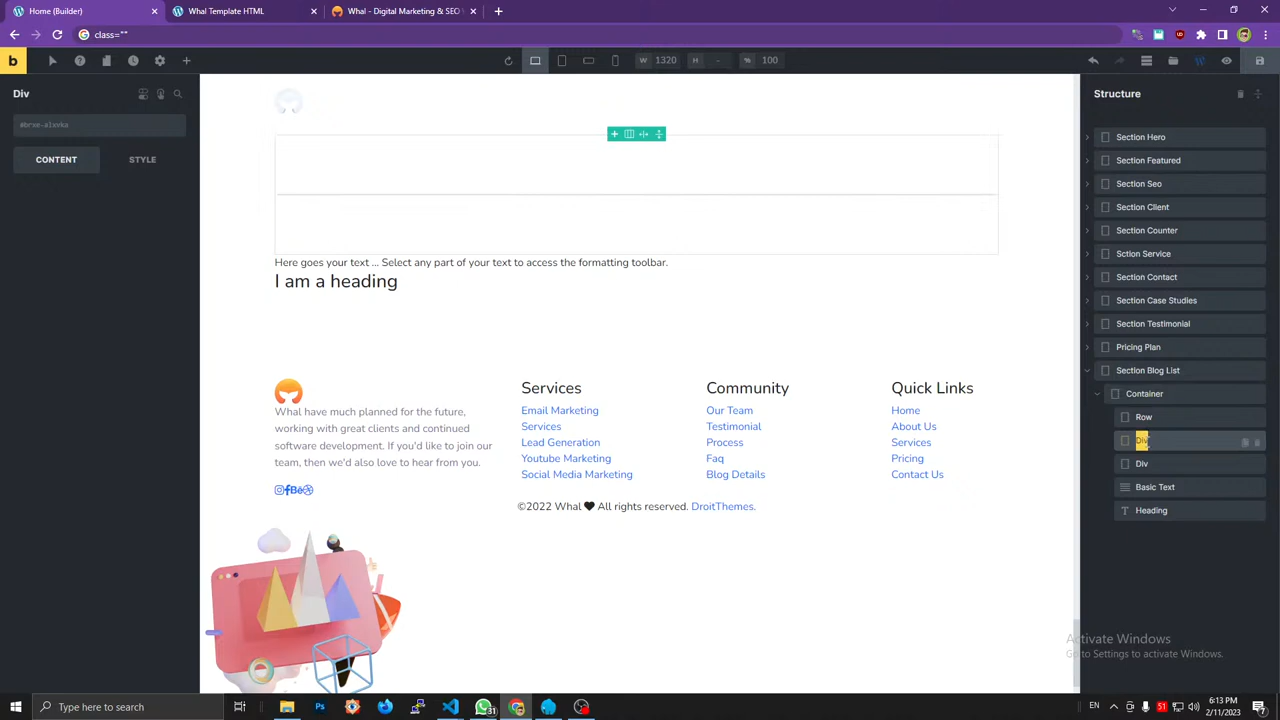 Home (Builder)
Whal Template HTML
Whal - Digital Marketing & SEO
class=""
b
W 1320 H - % 100
Div
#brxe-alsvka
CONTENT
STYLE
Here goes your text ... Select any part of your text to access the formatting toolbar.
I am a heading
Whal have much planned for the future,
working with great clients and continued
software development. If you'd like to join our
team, then we'd also love to hear from you.
Services
Email Marketing
Services
Lead Generation
Youtube Marketing
Social Media Marketing
Community
Our Team
Testimonial
Process
Faq
Blog Details
Quick Links
Home
About Us
Services
Pricing
Contact Us
©2022 Whal 🖤 All rights reserved. DroitThemes.
Structure
Section Hero
Section Featured
Section Seo
Section Client
Section Counter
Sction Service
Section Contact
Section Case Studies
Section Testimonial
Pricing Plan
Section Blog List
Container
Row
Div
Div
Basic Text
Heading
Activate Windows
Go to Settings to activate Windows.
Type here to search
31
EN
51
6:13 PM
2/11/2023